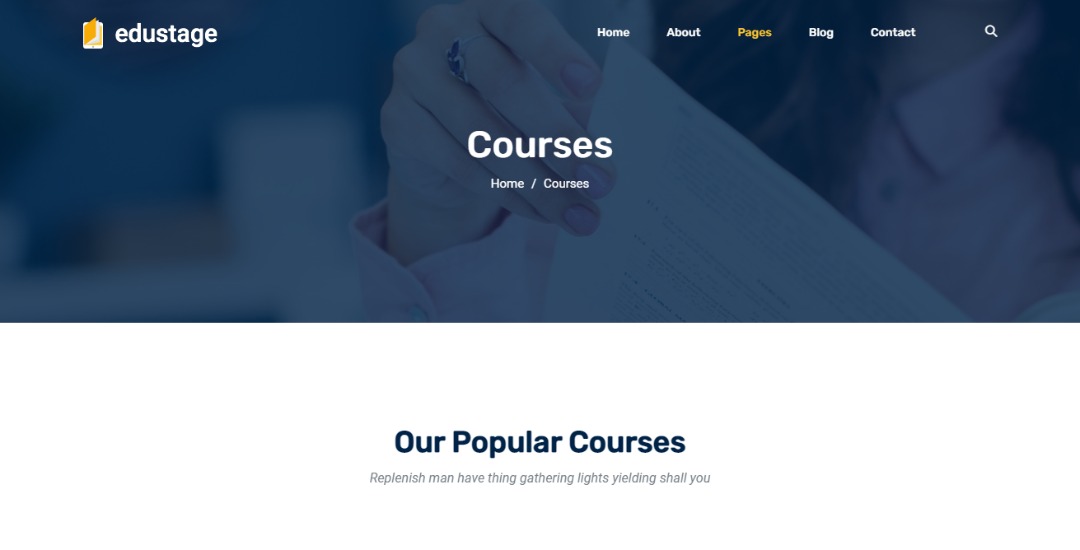 edustage
Home About Pages Blog Contact
Courses
Home / Courses
Our Popular Courses
Replenish man have thing gathering lights yielding shall you